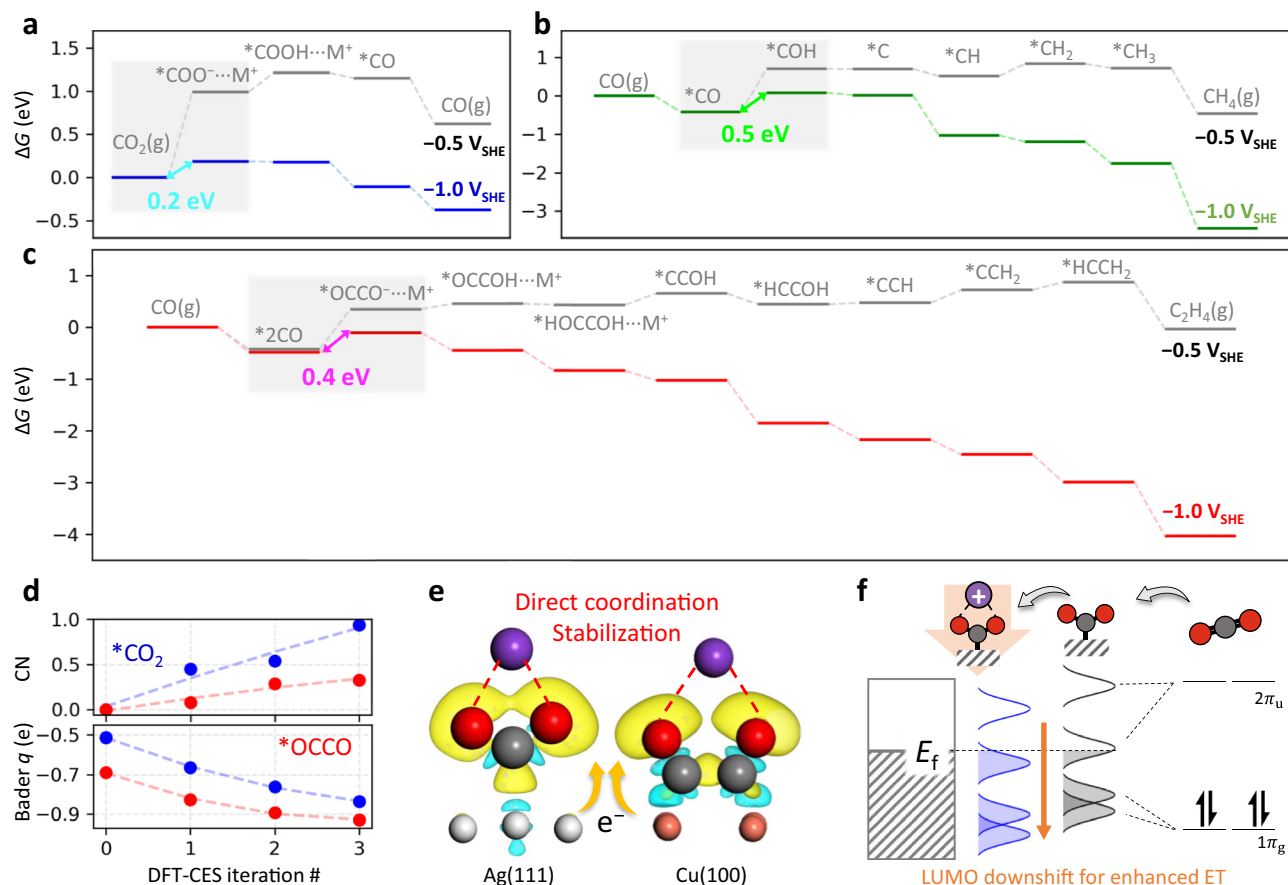 a
ΔG (eV)
1.5
1.0
0.5
0.0
−0.5
CO₂(g)
*COO⁻···M⁺
*COOH···M⁺
*CO
CO(g)
−0.5 V_SHE
−1.0 V_SHE
0.2 eV
b
ΔG (eV)
1
0
−1
−2
−3
CO(g)
*CO
*COH
*C
*CH
*CH₂
*CH₃
CH₄(g)
−0.5 V_SHE
−1.0 V_SHE
0.5 eV
c
ΔG (eV)
1
0
−1
−2
−3
−4
CO(g)
*2CO
*OCCO⁻···M⁺
*OCCOH···M⁺
*HOCCOH···M⁺
*CCOH
*HCCOH
*CCH
*CCH₂
*HCCH₂
C₂H₄(g)
−0.5 V_SHE
−1.0 V_SHE
0.4 eV
d
CN
1.0
0.5
0.0
*CO₂
Bader q (e)
−0.5
−0.7
−0.9
*OCCO
0 1 2 3
DFT-CES iteration #
e
Direct coordination
Stabilization
e⁻
Ag(111)
Cu(100)
f
+
E_f
2π_u
1π_g
LUMO downshift for enhanced ET